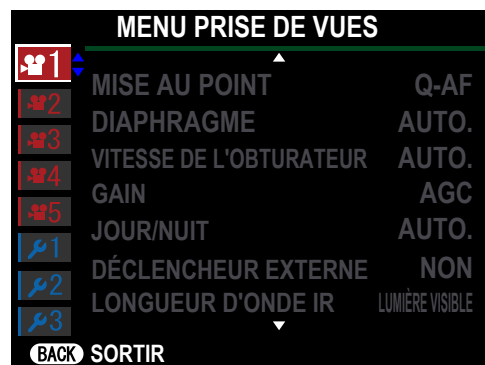 MENU PRISE DE VUES
1
2
3
4
5
1
2
3
MISE AU POINT Q-AF
DIAPHRAGME AUTO.
VITESSE DE L'OBTURATEUR AUTO.
GAIN AGC
JOUR/NUIT AUTO.
DÉCLENCHEUR EXTERNE NON
LONGUEUR D'ONDE IR LUMIÈRE VISIBLE
BACK SORTIR